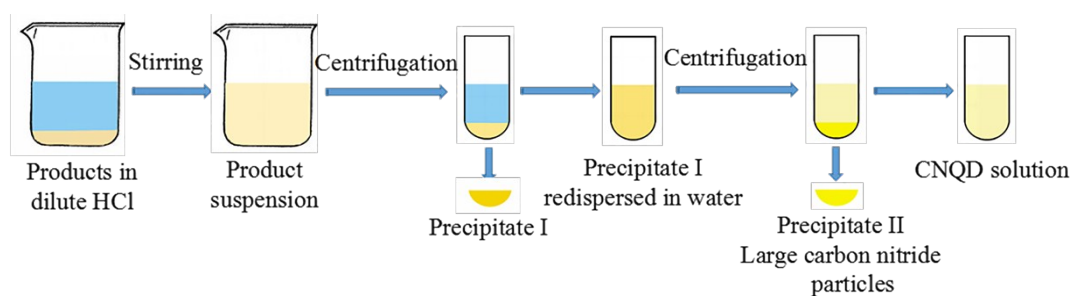 Stirring
Centrifugation
Centrifugation
Products in
dilute HCl
Product
suspension
Precipitate I
Precipitate I
redispersed in water
Precipitate II
Large carbon nitride
particles
CNQD solution